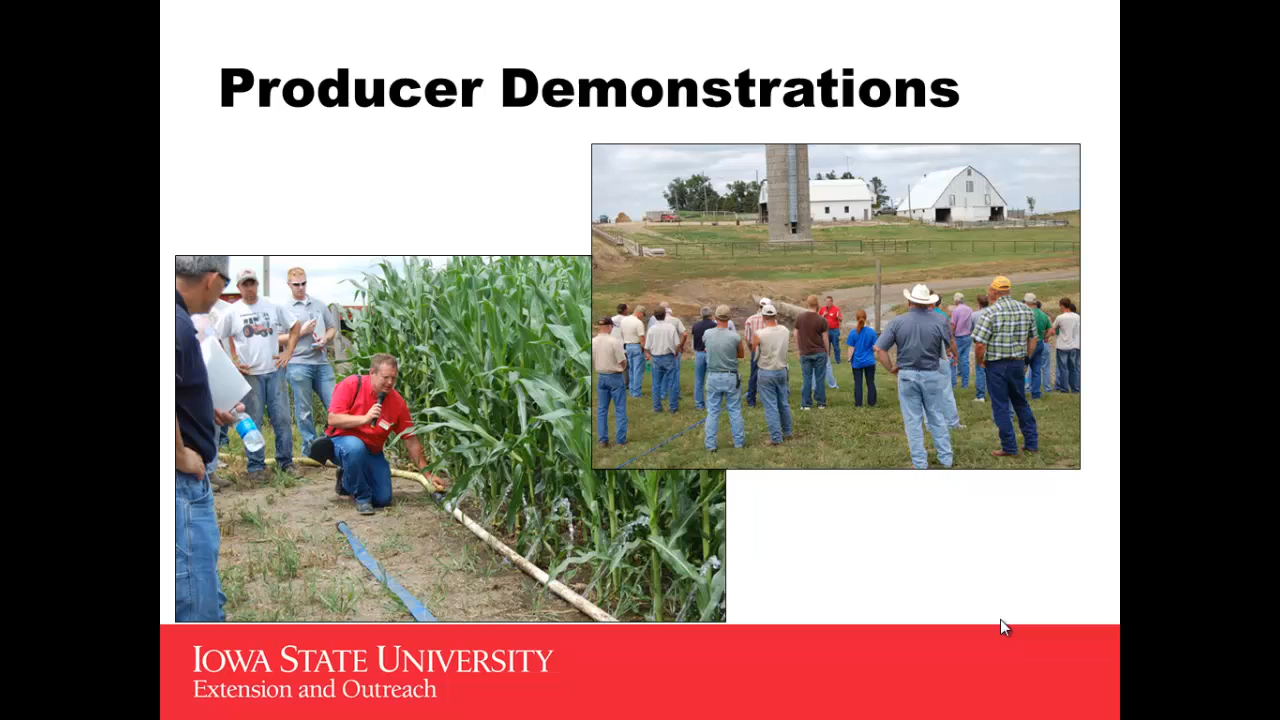 Producer Demonstrations
IOWA STATE UNIVERSITY
Extension and Outreach